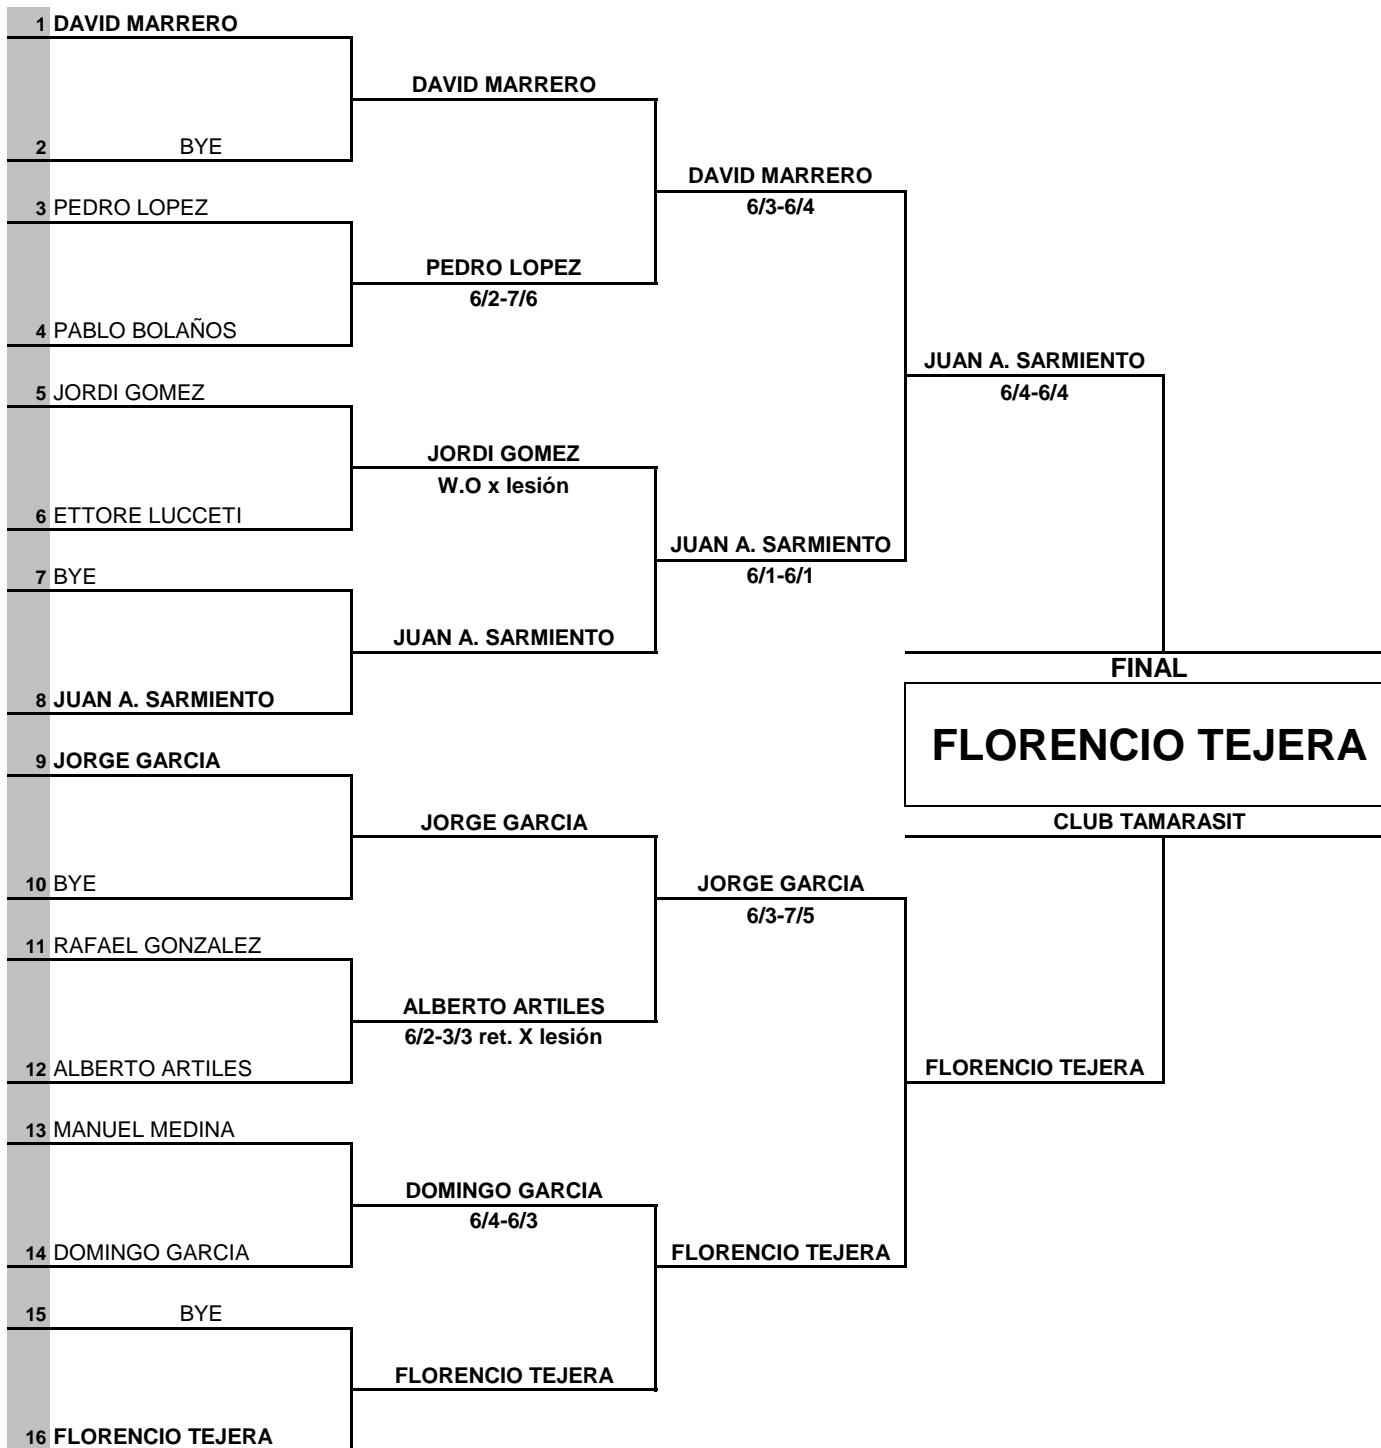 1 DAVID MARRERO
DAVID MARRERO
2 BYE
DAVID MARRERO
6/3-6/4
3 PEDRO LOPEZ
PEDRO LOPEZ
6/2-7/6
4 PABLO BOLAÑOS
JUAN A. SARMIENTO
6/4-6/4
5 JORDI GOMEZ
JORDI GOMEZ
W.O x lesión
6 ETTORE LUCCETI
JUAN A. SARMIENTO
6/1-6/1
7 BYE
JUAN A. SARMIENTO
8 JUAN A. SARMIENTO
FINAL
FLORENCIO TEJERA
CLUB TAMARASIT
9 JORGE GARCIA
JORGE GARCIA
10 BYE
JORGE GARCIA
6/3-7/5
11 RAFAEL GONZALEZ
ALBERTO ARTILES
6/2-3/3 ret. X lesión
12 ALBERTO ARTILES
FLORENCIO TEJERA
13 MANUEL MEDINA
DOMINGO GARCIA
6/4-6/3
14 DOMINGO GARCIA
FLORENCIO TEJERA
15 BYE
FLORENCIO TEJERA
16 FLORENCIO TEJERA